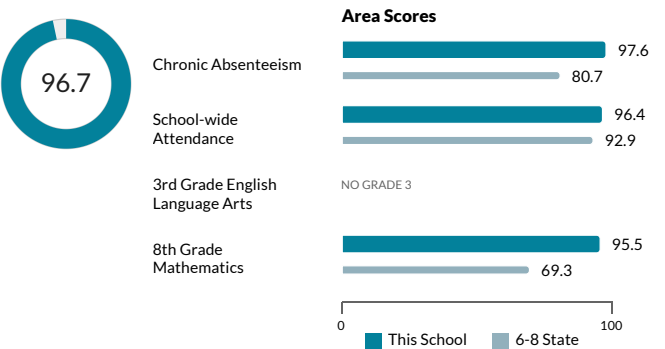 Area Scores
96.7
Chronic Absenteeism
97.6
80.7
School-wide
Attendance
96.4
92.9
3rd Grade English
Language Arts
NO GRADE 3
8th Grade
Mathematics
95.5
69.3
0
100
This School
6-8 State